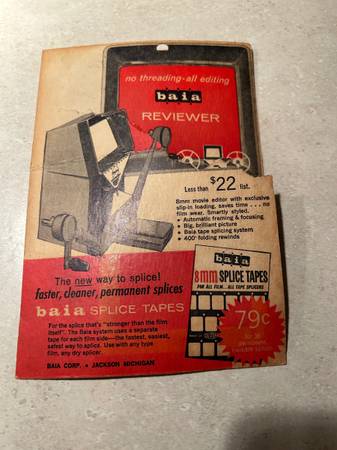 no threading - all editing
baia
REVIEWER
Less than $22 list.
8mm movie editor with exclusive
slip-in loading, saves time . . . no
film wear. Smartly styled.
• Automatic framing & focusing
• Big, brilliant picture
• Baia tape splicing system
• 400' folding rewinds
The new way to splice!
faster, cleaner, permanent splices
baia SPLICE TAPES
For the splice that's "stronger than the film
itself". The Baia system uses a separate
tape for each film side—the fastest, easiest,
safest way to splice. Use with any type
film, any dry splicer.
BAIA CORP. • JACKSON MICHIGAN
baia
8mm SPLICE TAPES
FOR ALL FILM...ALL TAPE SPLICERS
79c